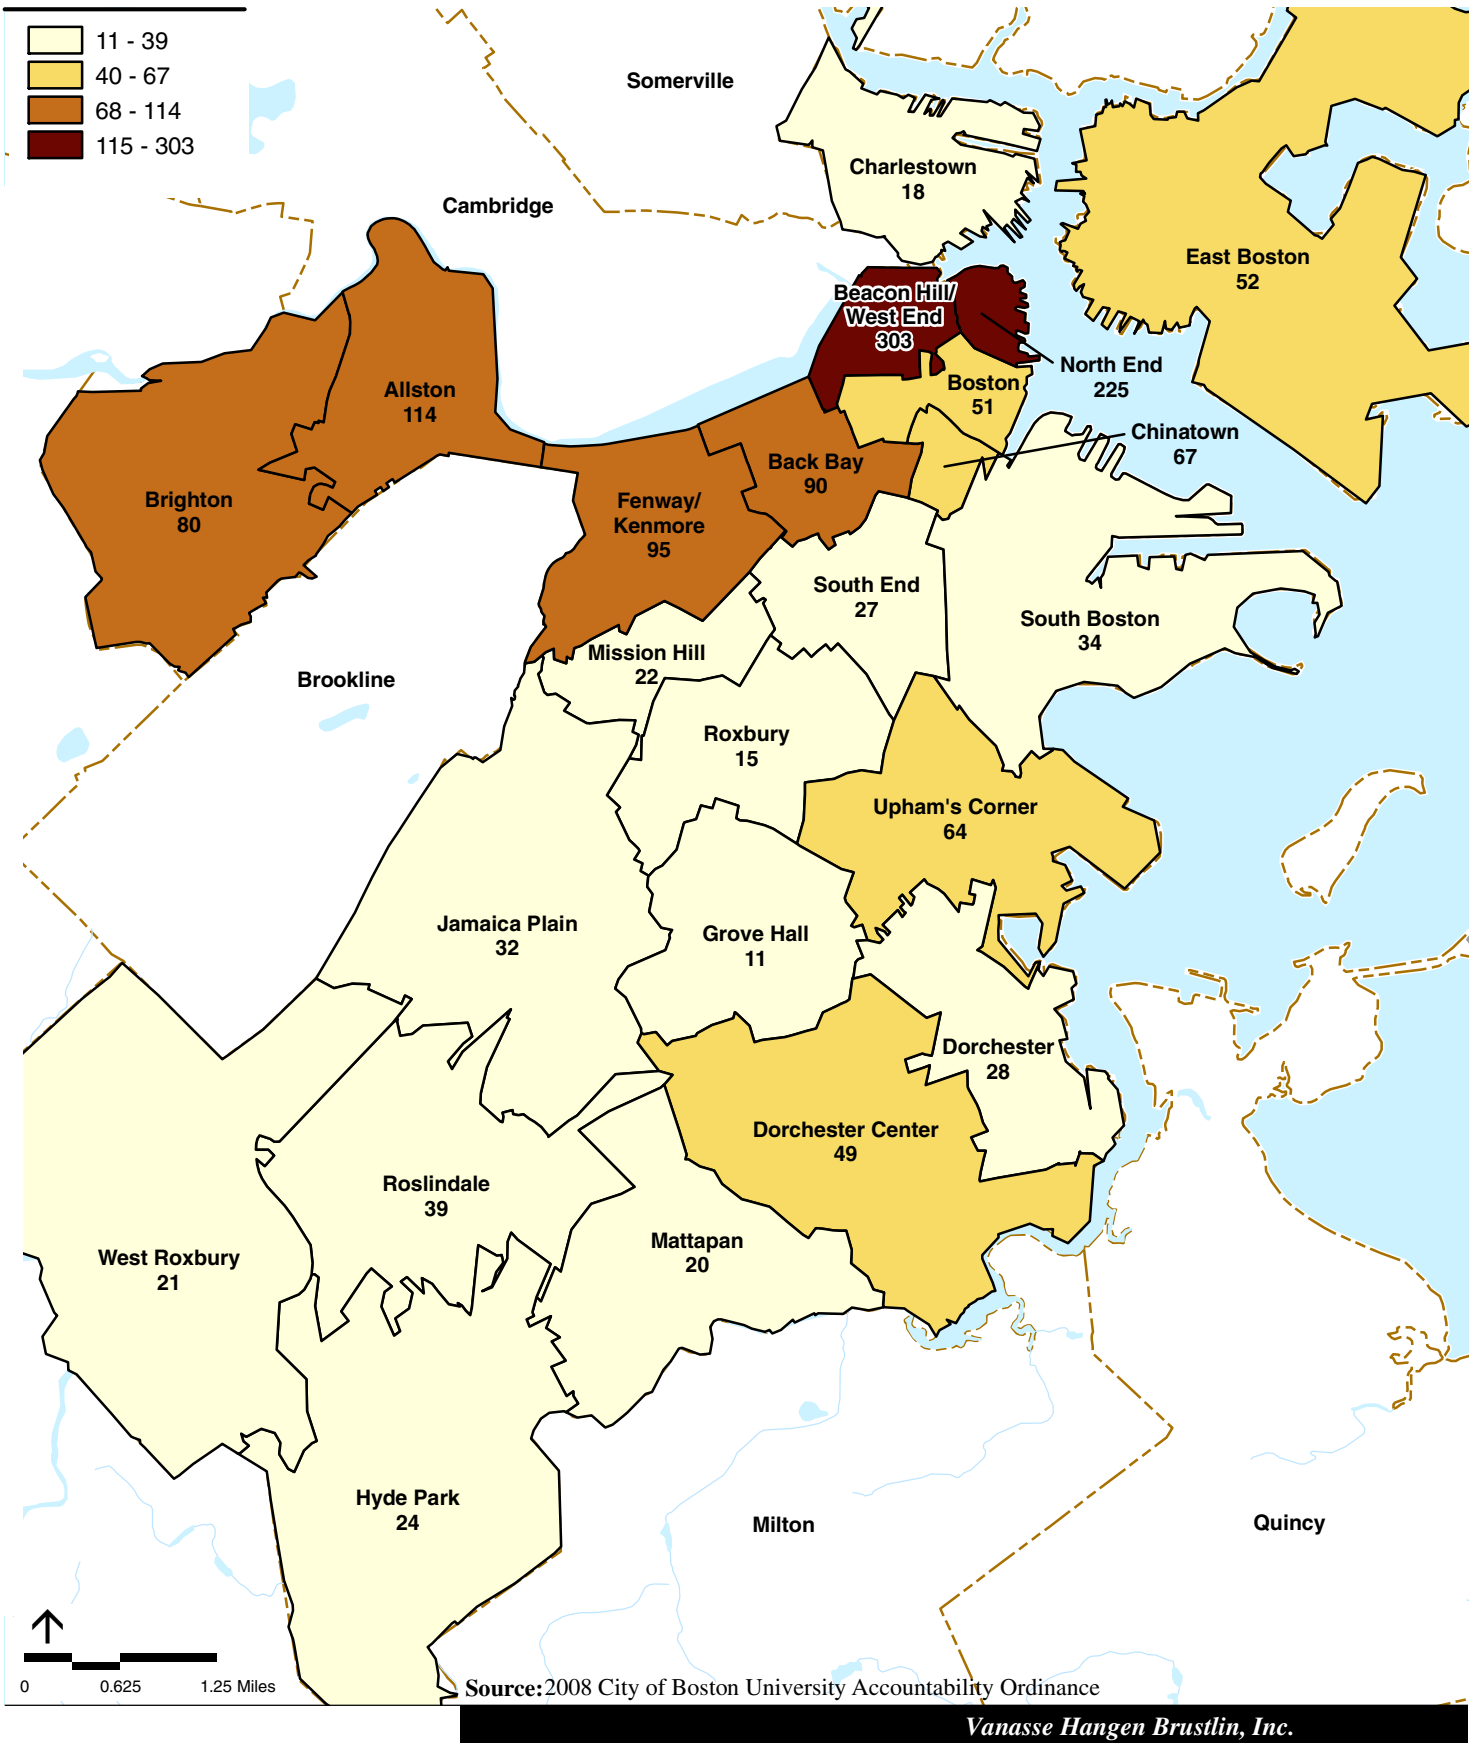 11 - 39
40 - 67
68 - 114
115 - 303
Somerville
Charlestown
18
Cambridge
East Boston
52
Beacon Hill/
West End
303
North End
225
Boston
51
Allston
114
Chinatown
67
Back Bay
90
Brighton
80
Fenway/
Kenmore
95
South End
27
South Boston
34
Mission Hill
22
Brookline
Roxbury
15
Upham's Corner
64
Jamaica Plain
32
Grove Hall
11
Dorchester
28
Dorchester Center
49
Roslindale
39
Mattapan
20
West Roxbury
21
Hyde Park
24
Milton
Quincy
0 0.625 1.25 Miles
Source:2008 City of Boston University Accountability Ordinance
Vanasse Hangen Brustlin, Inc.